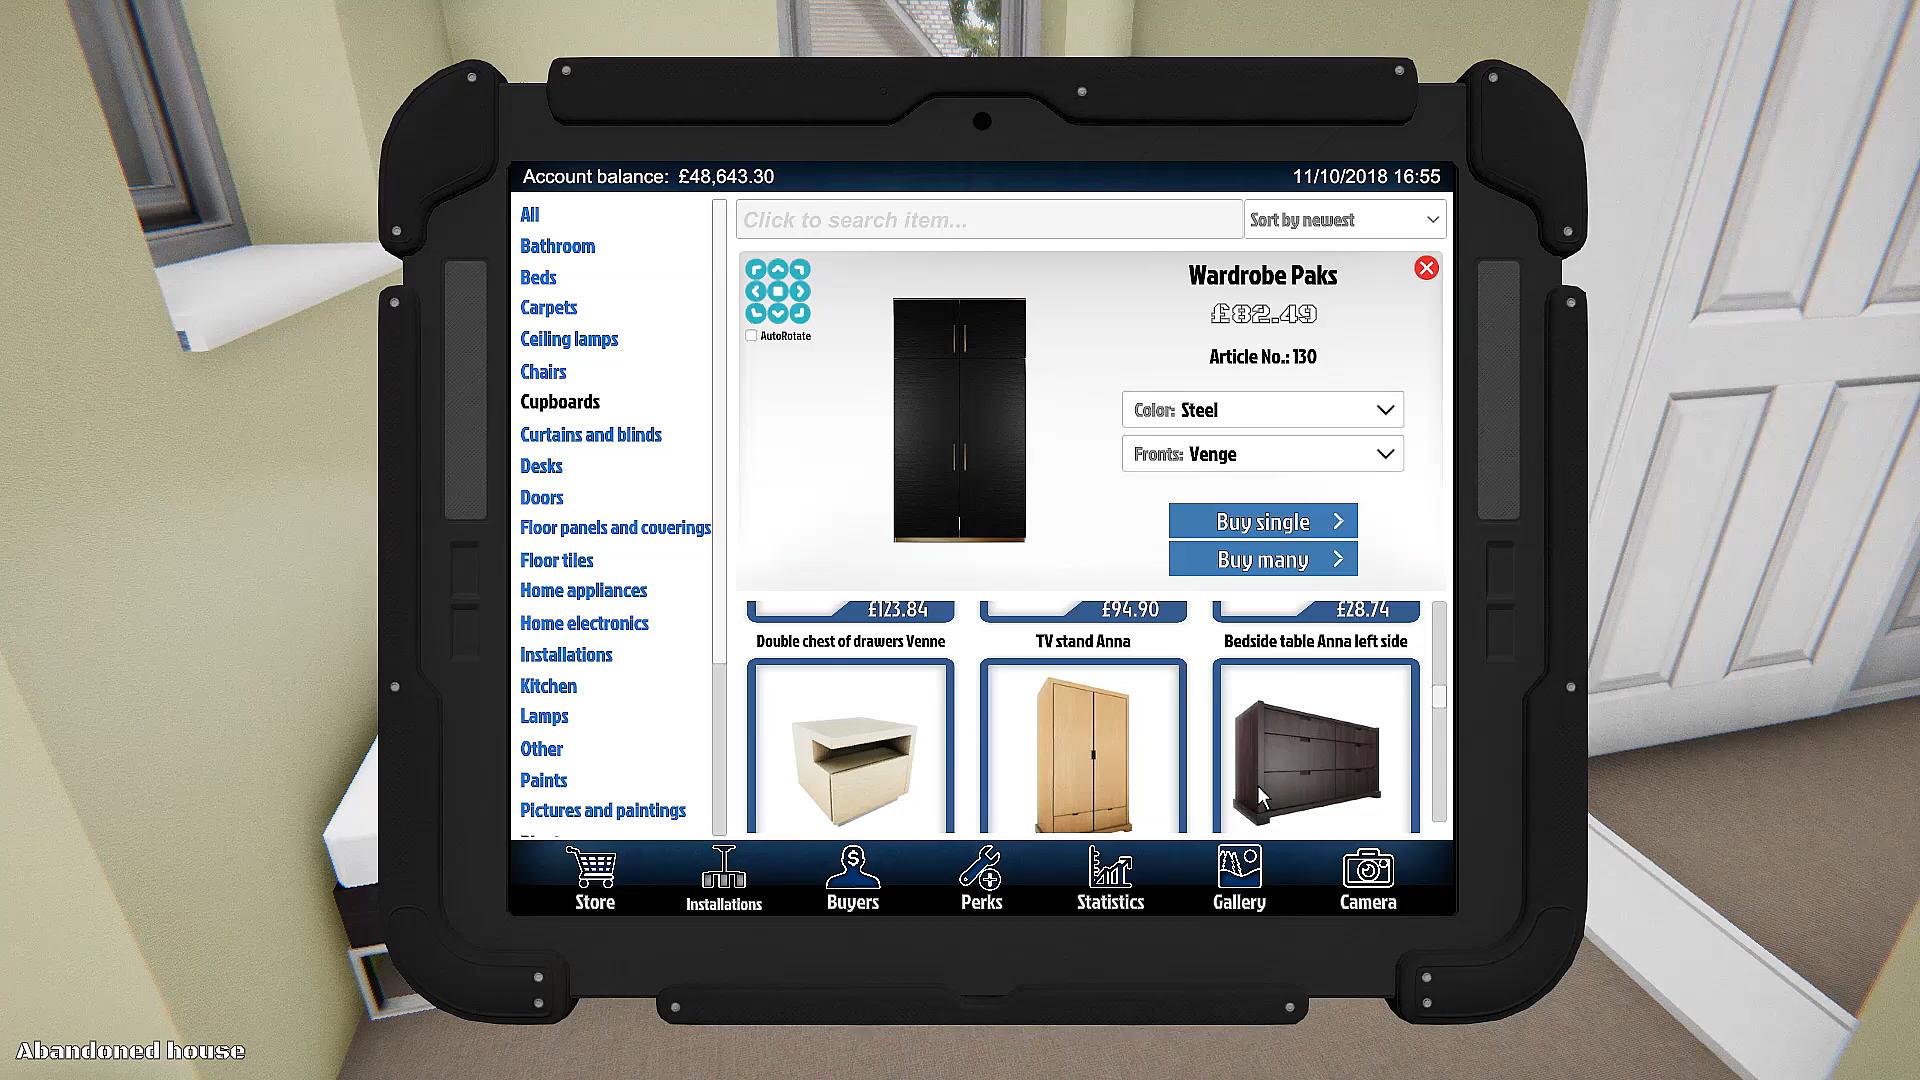 Account balance: £48,643.30
11/10/2018 16:55
All
Bathroom
Beds
Carpets
Ceiling lamps
Chairs
Cupboards
Curtains and blinds
Desks
Doors
Floor panels and coverings
Floor tiles
Home appliances
Home electronics
Installations
Kitchen
Lamps
Other
Paints
Pictures and paintings
Click to search item...
Sort by newest
AutoRotate
Wardrobe Paks
£82.49
Article No.: 130
Color: Steel
Fronts: Venge
Buy single
Buy many
£123.84
£94.90
£28.74
Double chest of drawers Venne
TV stand Anna
Bedside table Anna left side
Store
Installations
Buyers
Perks
Statistics
Gallery
Camera
Abandoned house